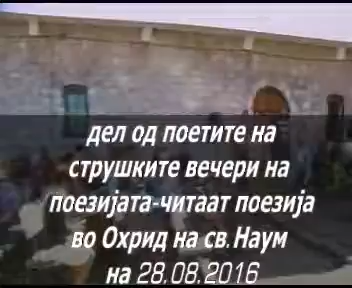 дел од поетите на
струшките вечери на
поезијата-читаат поезија
во Охрид на св.Наум
на 28.08.2016